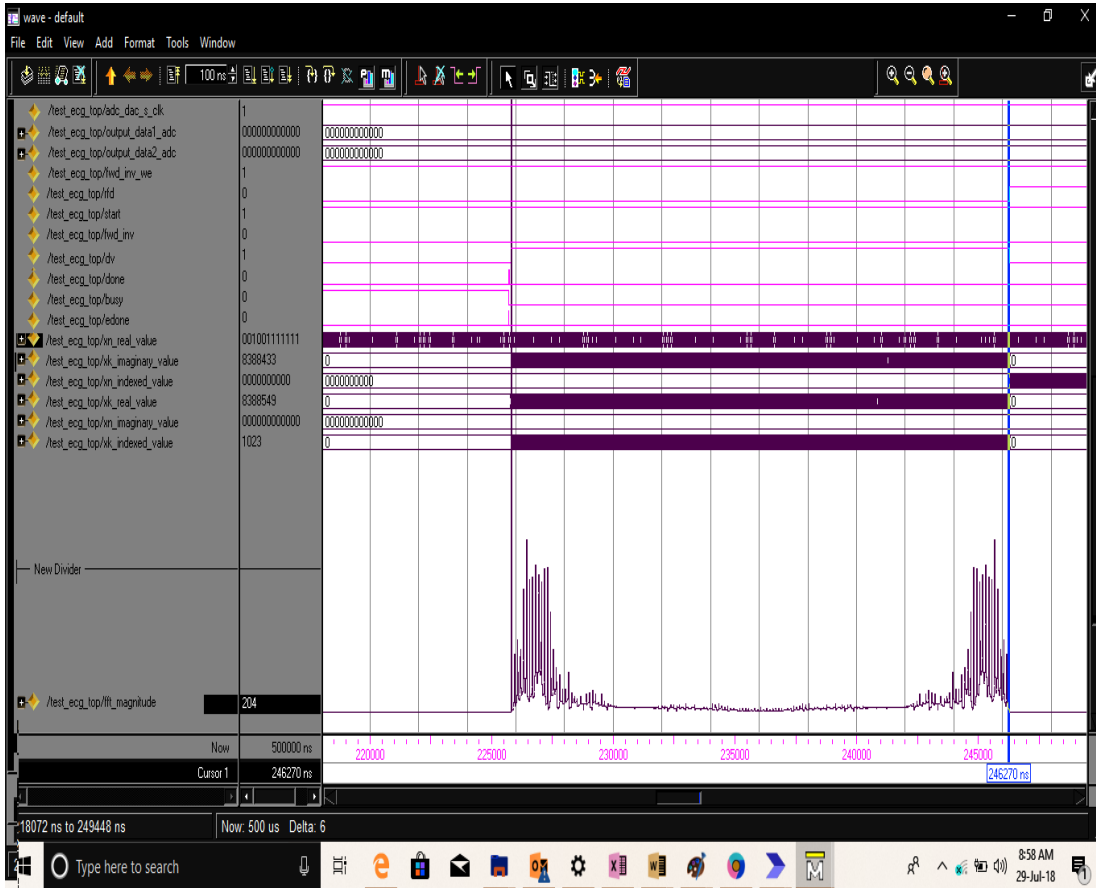 wave - default
File Edit View Add Format Tools Window
100 ns
/test_ecg_top/adc_dac_s_clk 1
/test_ecg_top/output_data1_adc 000000000000 000000000000
/test_ecg_top/output_data2_adc 000000000000 000000000000
/test_ecg_top/fwd_inv_we 1
/test_ecg_top/rfd 0
/test_ecg_top/start 1
/test_ecg_top/fwd_inv 0
/test_ecg_top/dv 1
/test_ecg_top/done 0
/test_ecg_top/busy 0
/test_ecg_top/edone 0
/test_ecg_top/xn_real_value 001001111111
/test_ecg_top/xk_imaginary_value 8388433 0 0
/test_ecg_top/xn_indexed_value 0000000000 0000000000
/test_ecg_top/xk_real_value 8388549 0 0
/test_ecg_top/xn_imaginary_value 000000000000 000000000000
/test_ecg_top/xk_indexed_value 1023 0 0
New Divider
/test_ecg_top/fft_magnitude 204
Now 500000 ns 220000 225000 230000 235000 240000 245000
Cursor 1 246270 ns 246270 ns
18072 ns to 249448 ns Now: 500 us Delta: 6
Type here to search
8:58 AM
29-Jul-18